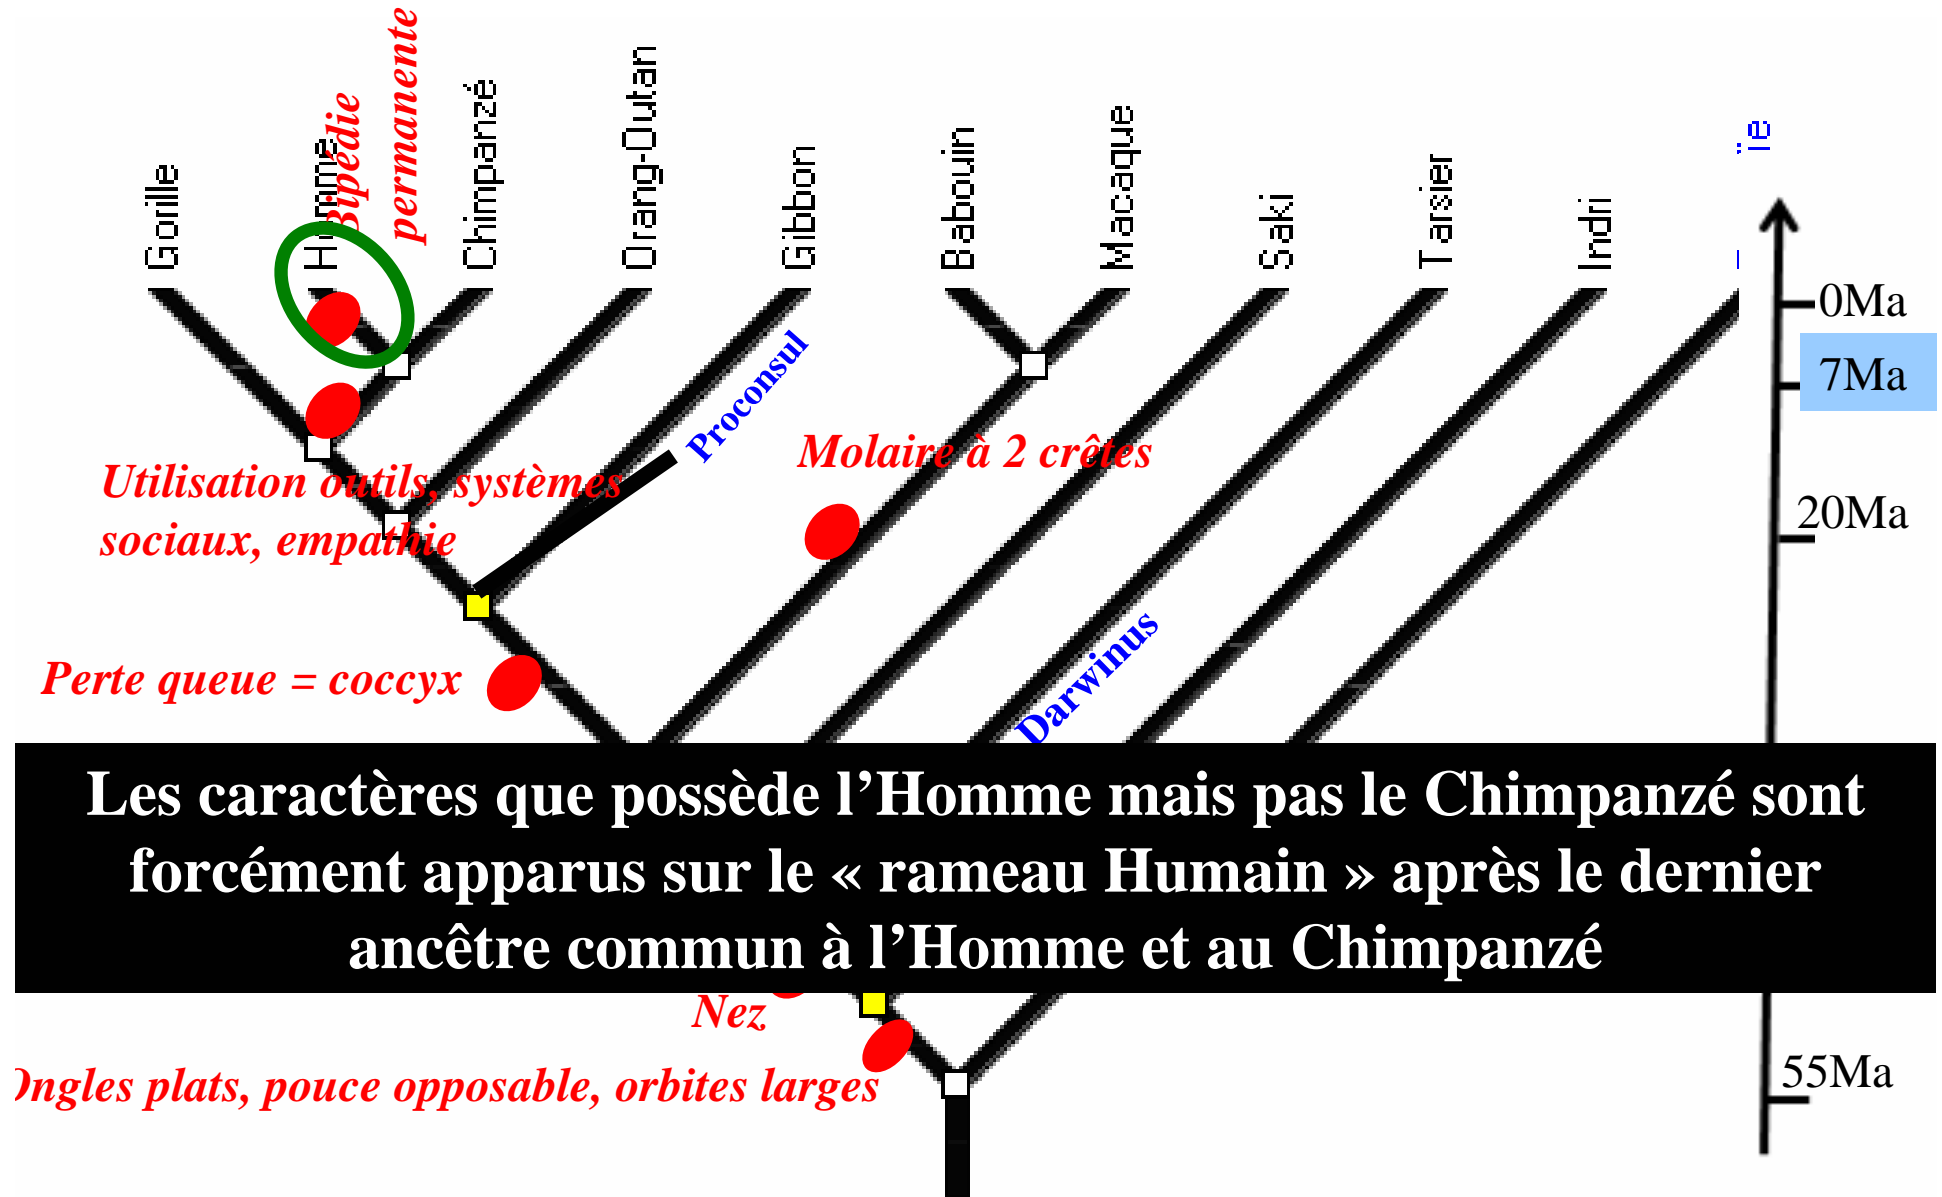 Gorille
Homme
Bipédie
permanente
Chimpanzé
Orang-Outan
Gibbon
Babouin
Macaque
Saki
Tarsier
Indri
0Ma
7Ma
20Ma
Proconsul
Molaire à 2 crêtes
Utilisation outils, systèmes
sociaux, empathie
Darwinus
Perte queue = coccyx
Les caractères que possède l’Homme mais pas le Chimpanzé sont
forcément apparus sur le « rameau Humain » après le dernier
ancêtre commun à l’Homme et au Chimpanzé
Nez
Ongles plats, pouce opposable, orbites larges
55Ma